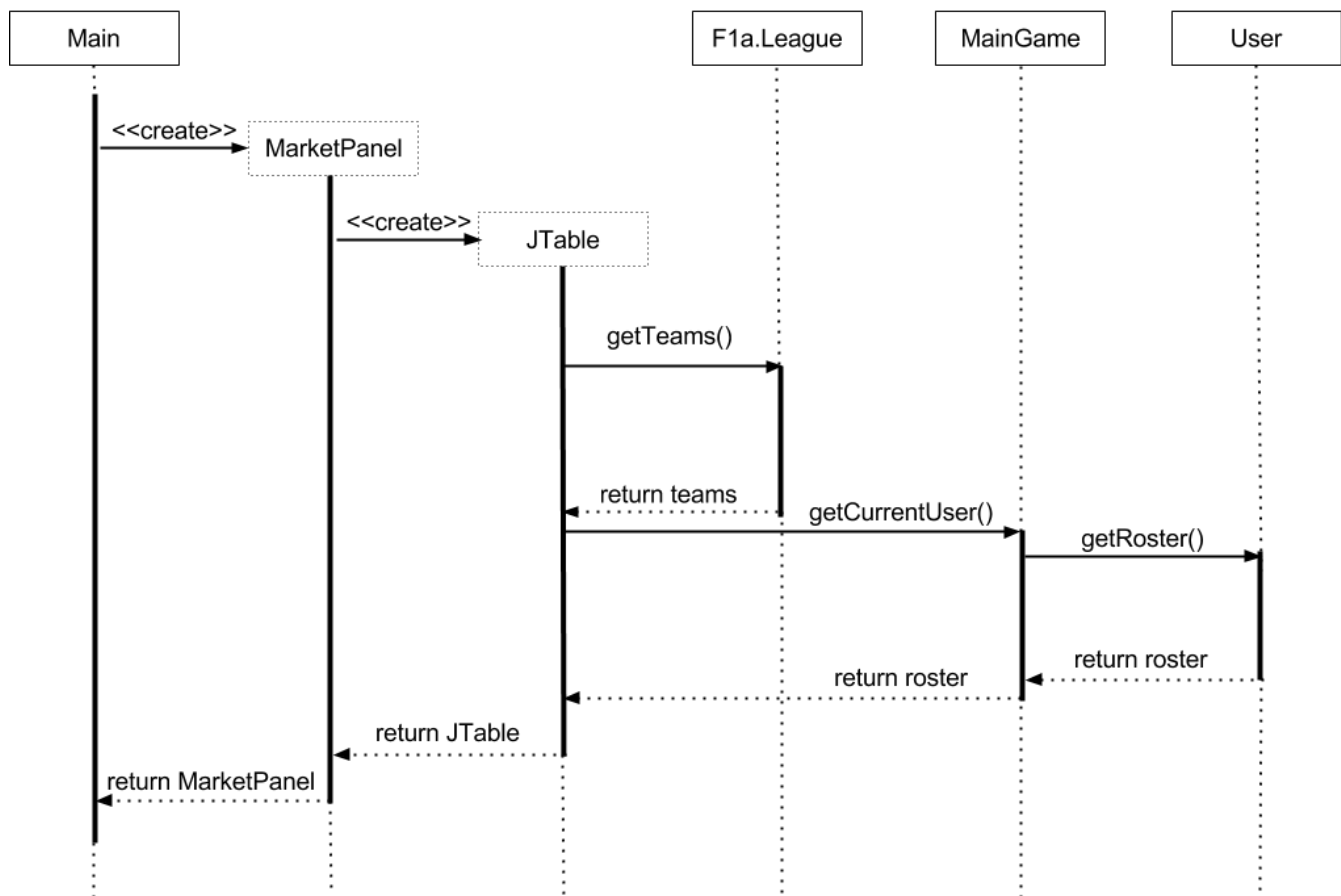 Main
F1a.League
MainGame
User
<<create>>
MarketPanel
<<create>>
JTable
getTeams()
return teams
getCurrentUser()
getRoster()
return roster
return roster
return JTable
return MarketPanel